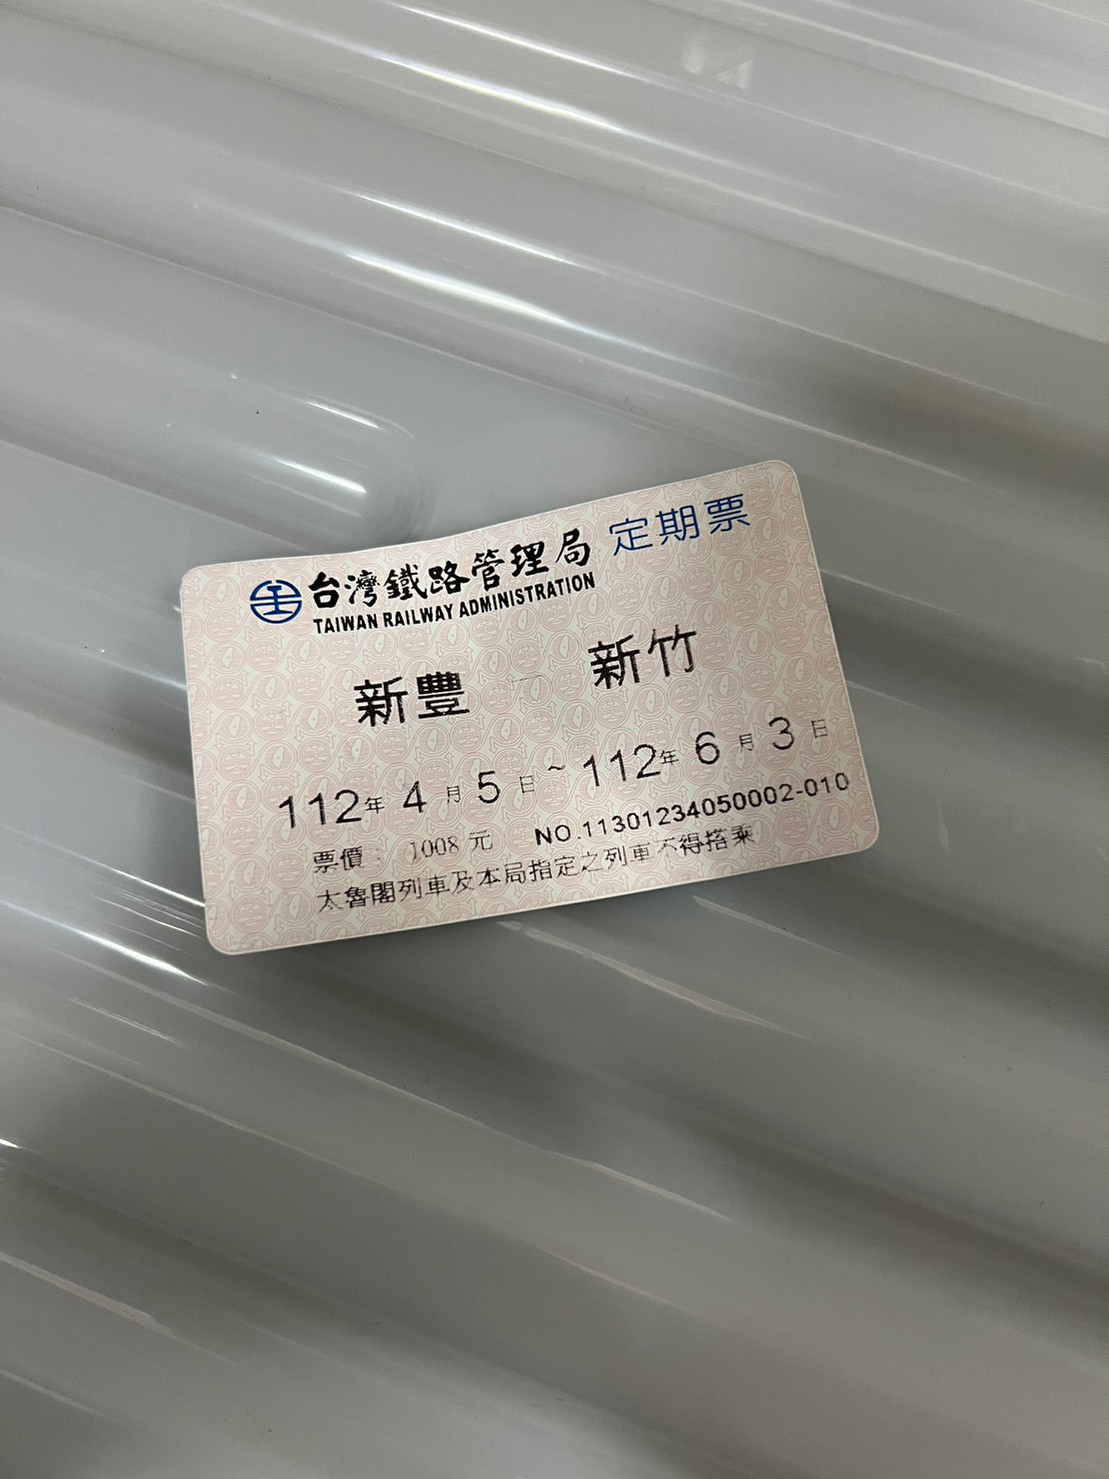 台灣鐵路管理局 定期票
TAIWAN RAILWAY ADMINISTRATION
新豐 — 新竹
112年 4 月 5 日 ~ 112年 6 月 3 日
票價： 1008 元 NO.11301234050002-010
太魯閣列車及本局指定之列車不得搭乘